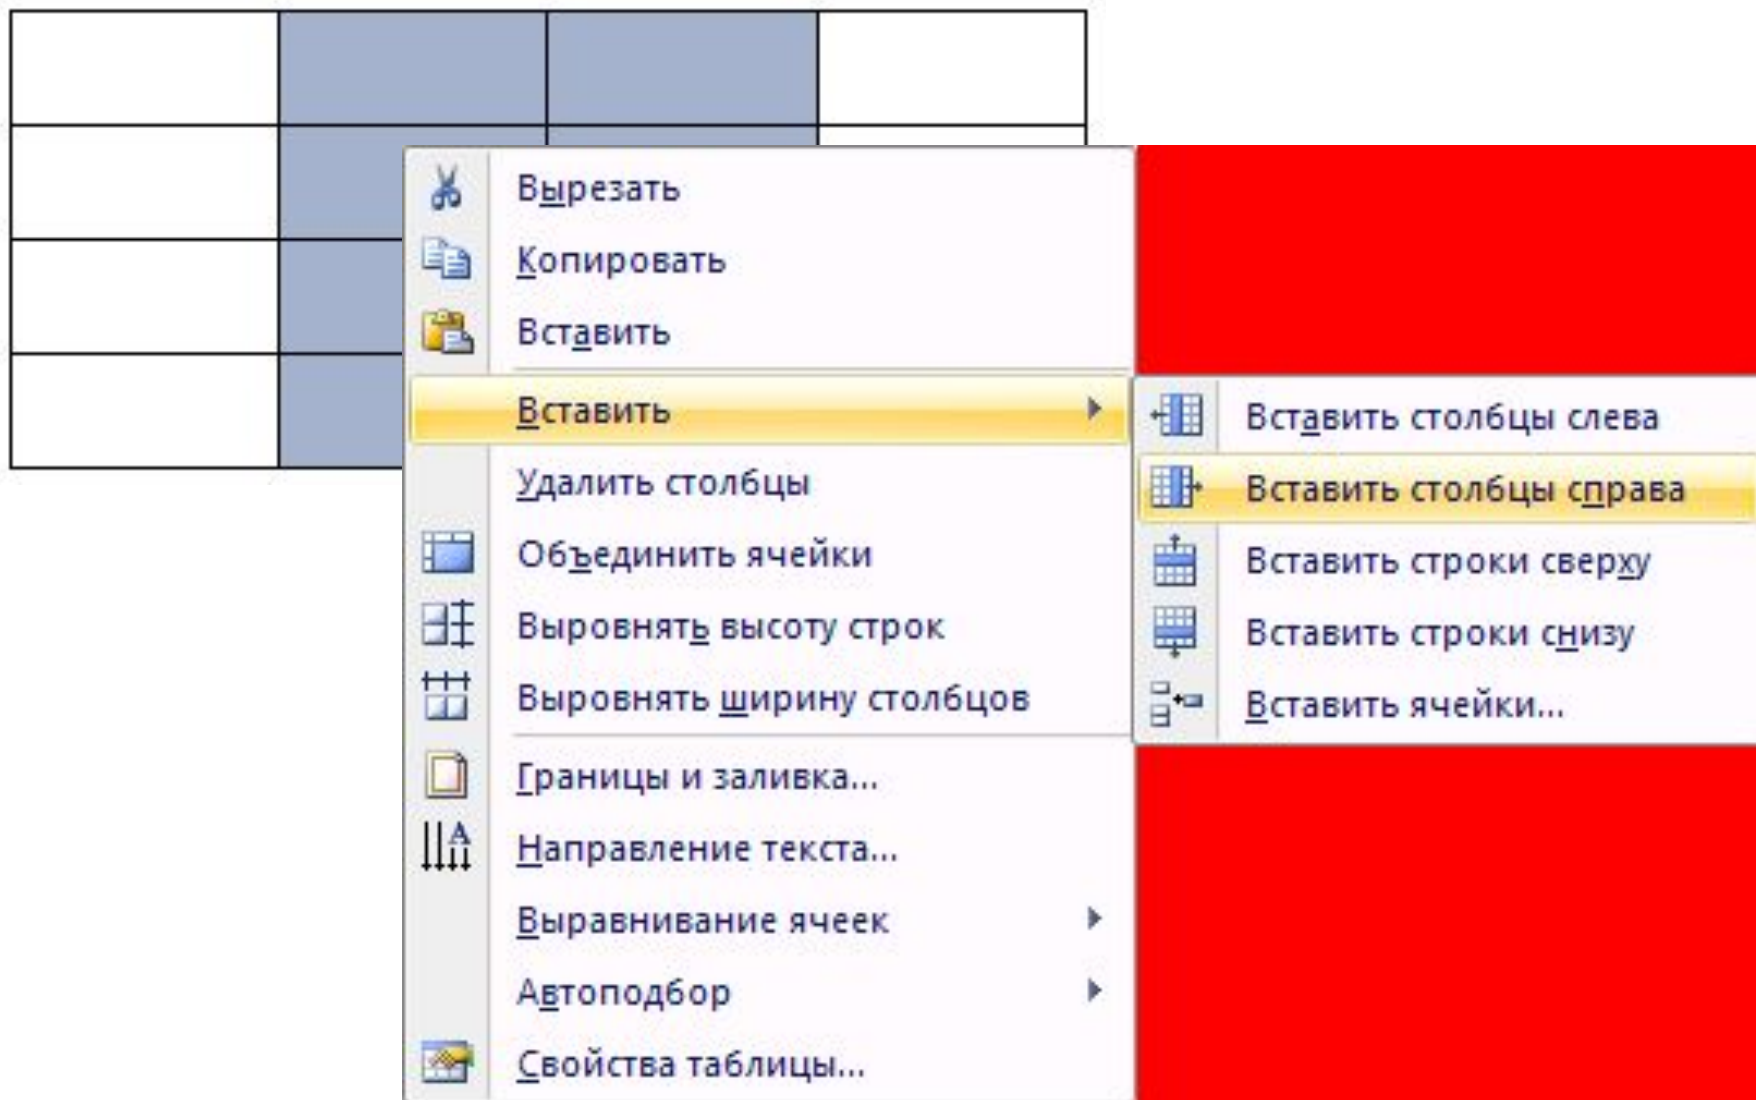 Вырезать
Копировать
Вставить
Вставить
Удалить столбцы
Объединить ячейки
Выровнять высоту строк
Выровнять ширину столбцов
Границы и заливка...
Направление текста...
Выравнивание ячеек
Автоподбор
Свойства таблицы...
Вставить столбцы слева
Вставить столбцы справа
Вставить строки сверху
Вставить строки снизу
Вставить ячейки...